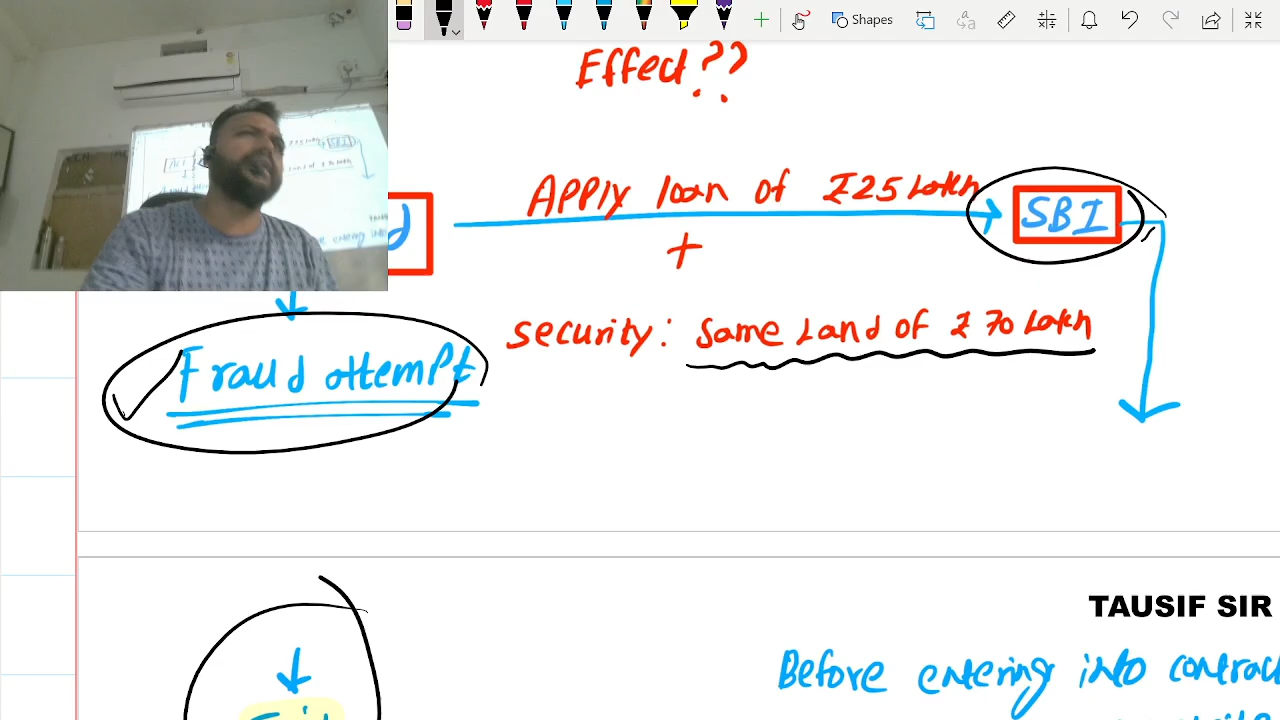 Shapes
Effect??
Apply loan of ₹25 Lakh
SBI
d
+
security: Same Land of ₹70 Lakh
Fraud attempt
TAUSIF SIR
Before entering into contrac